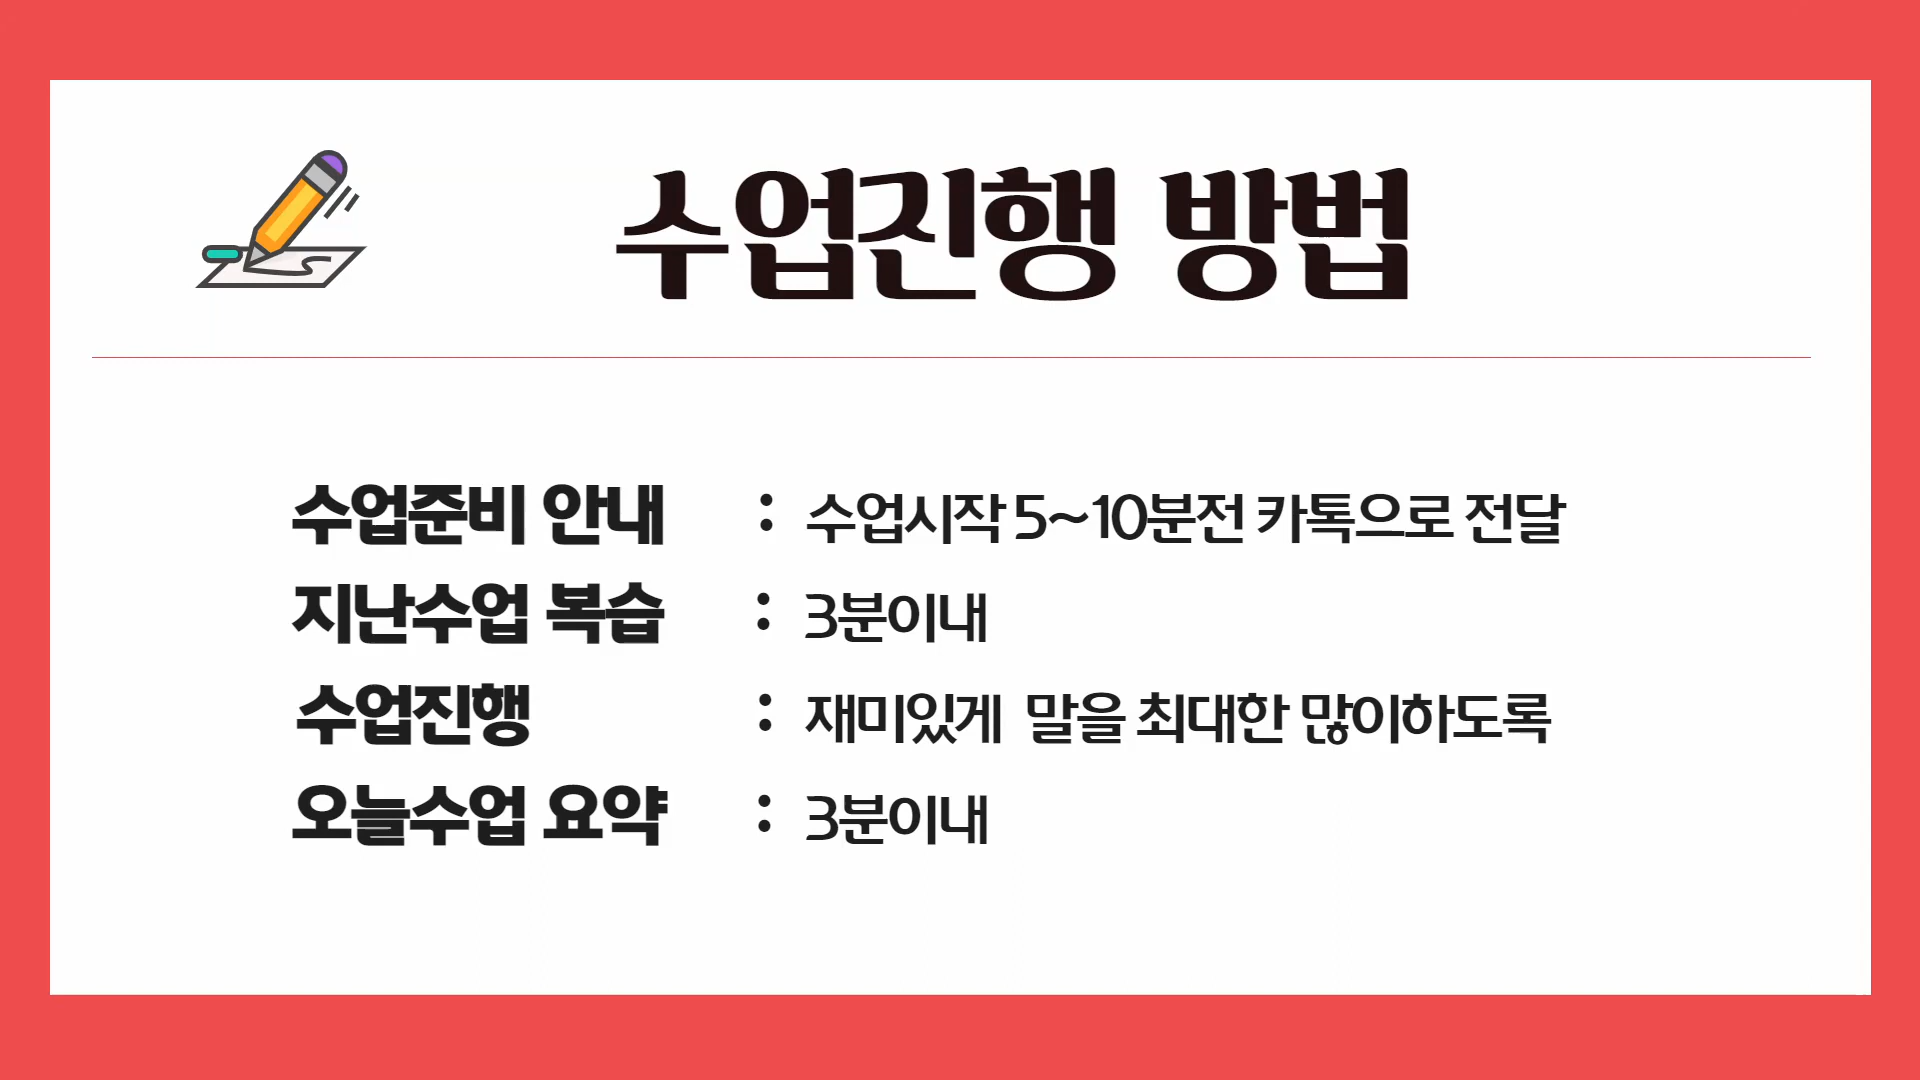 수업진행 방법
수업준비 안내 : 수업시작 5~10분전 카톡으로 전달
지난수업 복습 : 3분이내
수업진행 : 재미있게 말을 최대한 많이하도록
오늘수업 요약 : 3분이내